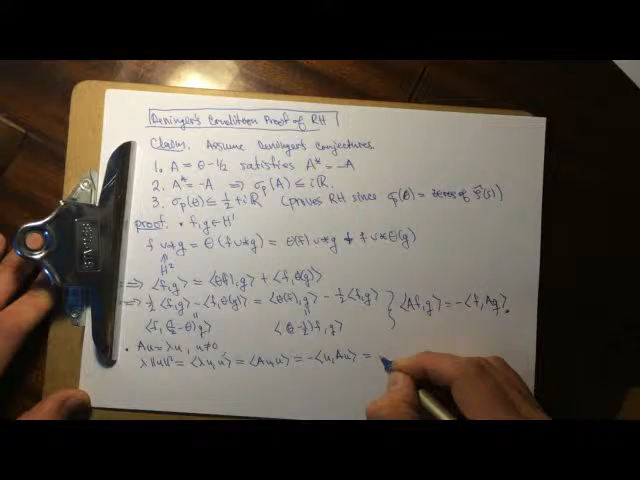 Deninger's Conditional Proof of RH
Claim. Assume Deninger's conjectures.
1. A = θ - 1/2 satisfies A* = -A
2. A* = -A ⟹ σp(A) ⊆ iℝ.
3. σp(θ) ⊆ 1/2 + iℝ (proves RH since σp(θ) = zeros of ζ̂(s))
proof. • f,g ∈ H¹
f ∪ *g = θ(f ∪ *g) = θ(f) ∪ *g + f ∪ *θ(g)
↑
H²
⟹ ⟨f,g⟩ = ⟨θ(f),g⟩ + ⟨f,θ(g)⟩
⟹ 1/2⟨f,g⟩ - ⟨f,θ(g)⟩ = ⟨θ(f),g⟩ - 1/2⟨f,g⟩ } ⟨Af,g⟩ = -⟨f,Ag⟩.
⟨f,(1/2-θ)g⟩ ⟨(θ-1/2)f,g⟩
• Au = λu, u≠0
λ‖u‖² = ⟨λu,u⟩ = ⟨Au,u⟩ = -⟨u,Au⟩ =